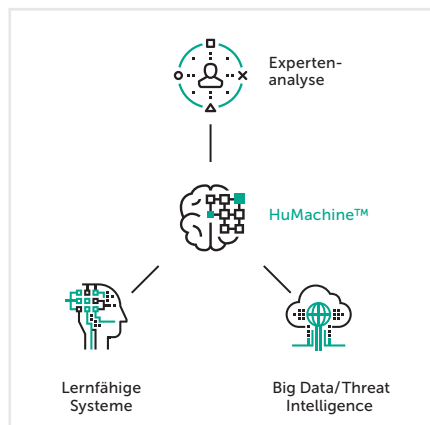 Experten-
analyse
HuMachine™
Lernfähige
Systeme
Big Data/Threat
Intelligence